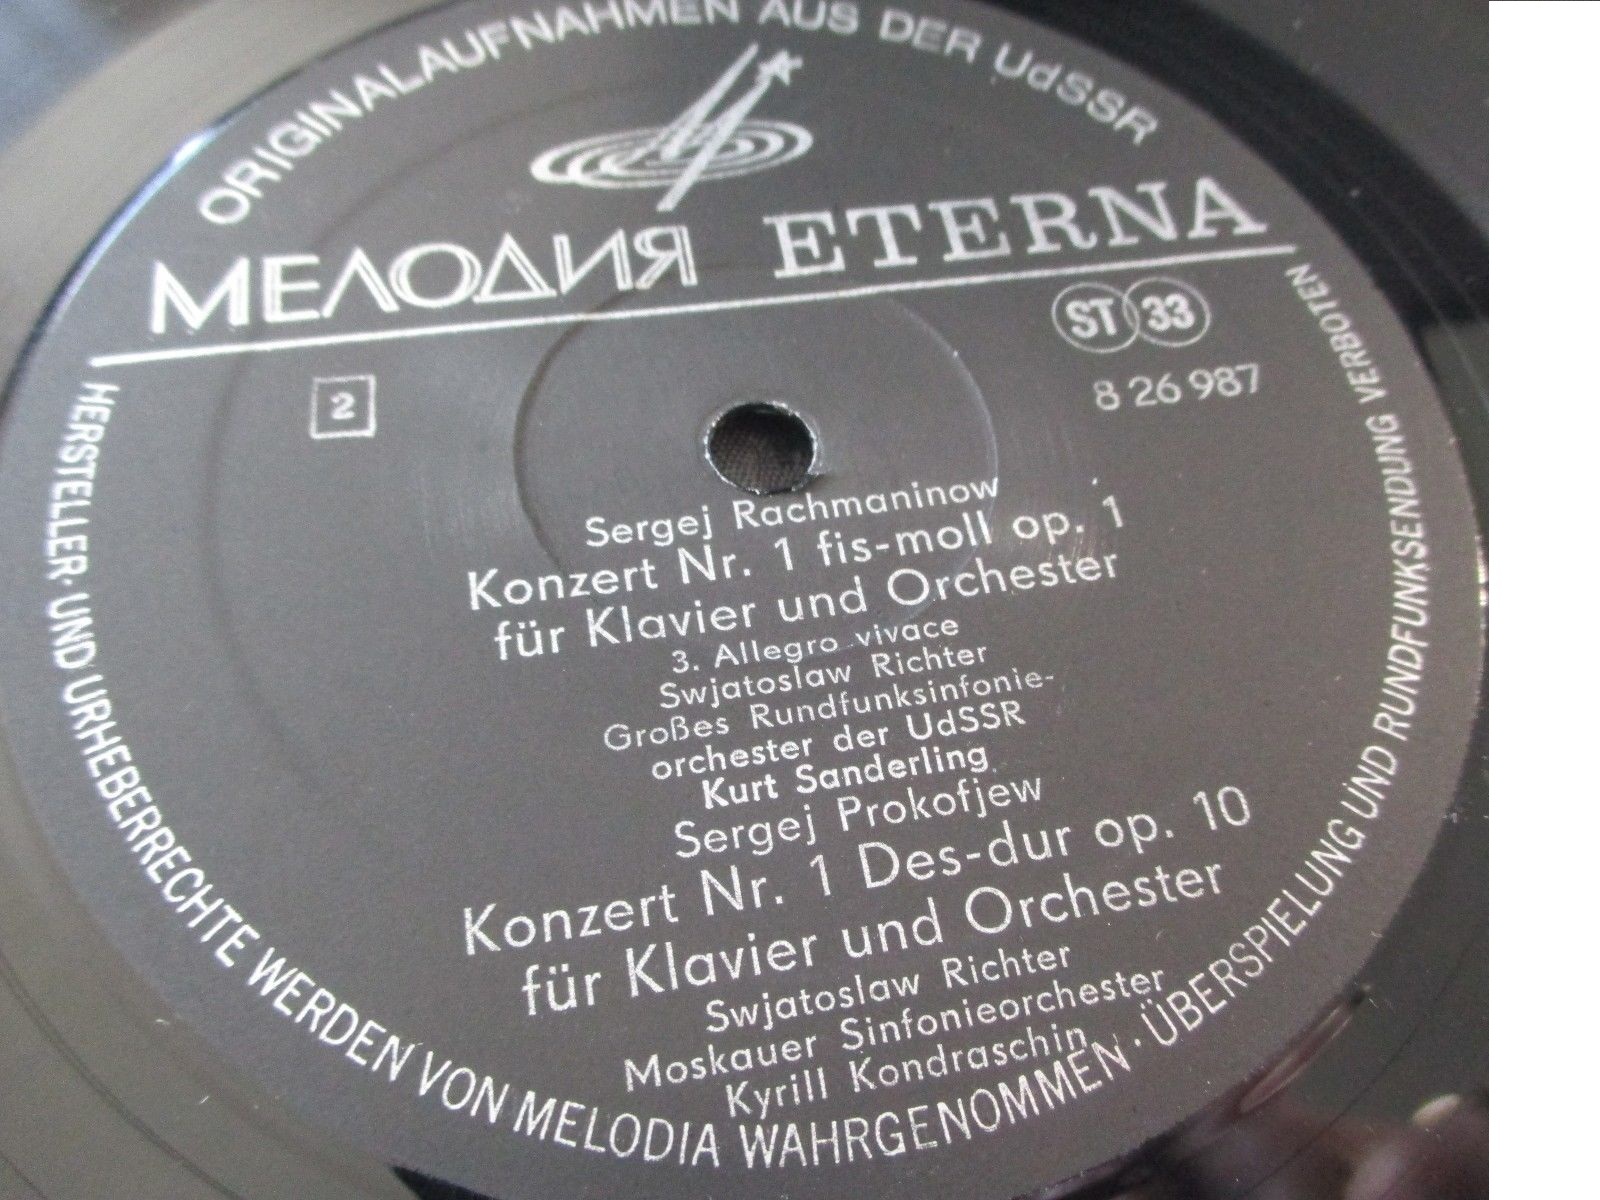 ORIGINALAUFNAHMEN AUS DER UdSSR
МЕЛОДИЯ ETERNA
ST 33
2
8 26 987
Sergej Rachmaninow
Konzert Nr. 1 fis-moll op. 1
für Klavier und Orchester
3. Allegro vivace
Swjatoslaw Richter
Großes Rundfunksinfonie-
orchester der UdSSR
Kurt Sanderling
Sergej Prokofjew
Konzert Nr. 1 Des-dur op. 10
für Klavier und Orchester
Swjatoslaw Richter
Moskauer Sinfonieorchester
Kyrill Kondraschin
HERSTELLER- UND URHEBERRECHTE WERDEN VON MELODIA WAHRGENOMMEN · ÜBERSPIELUNG UND RUNDFUNKSENDUNG VERBOTEN